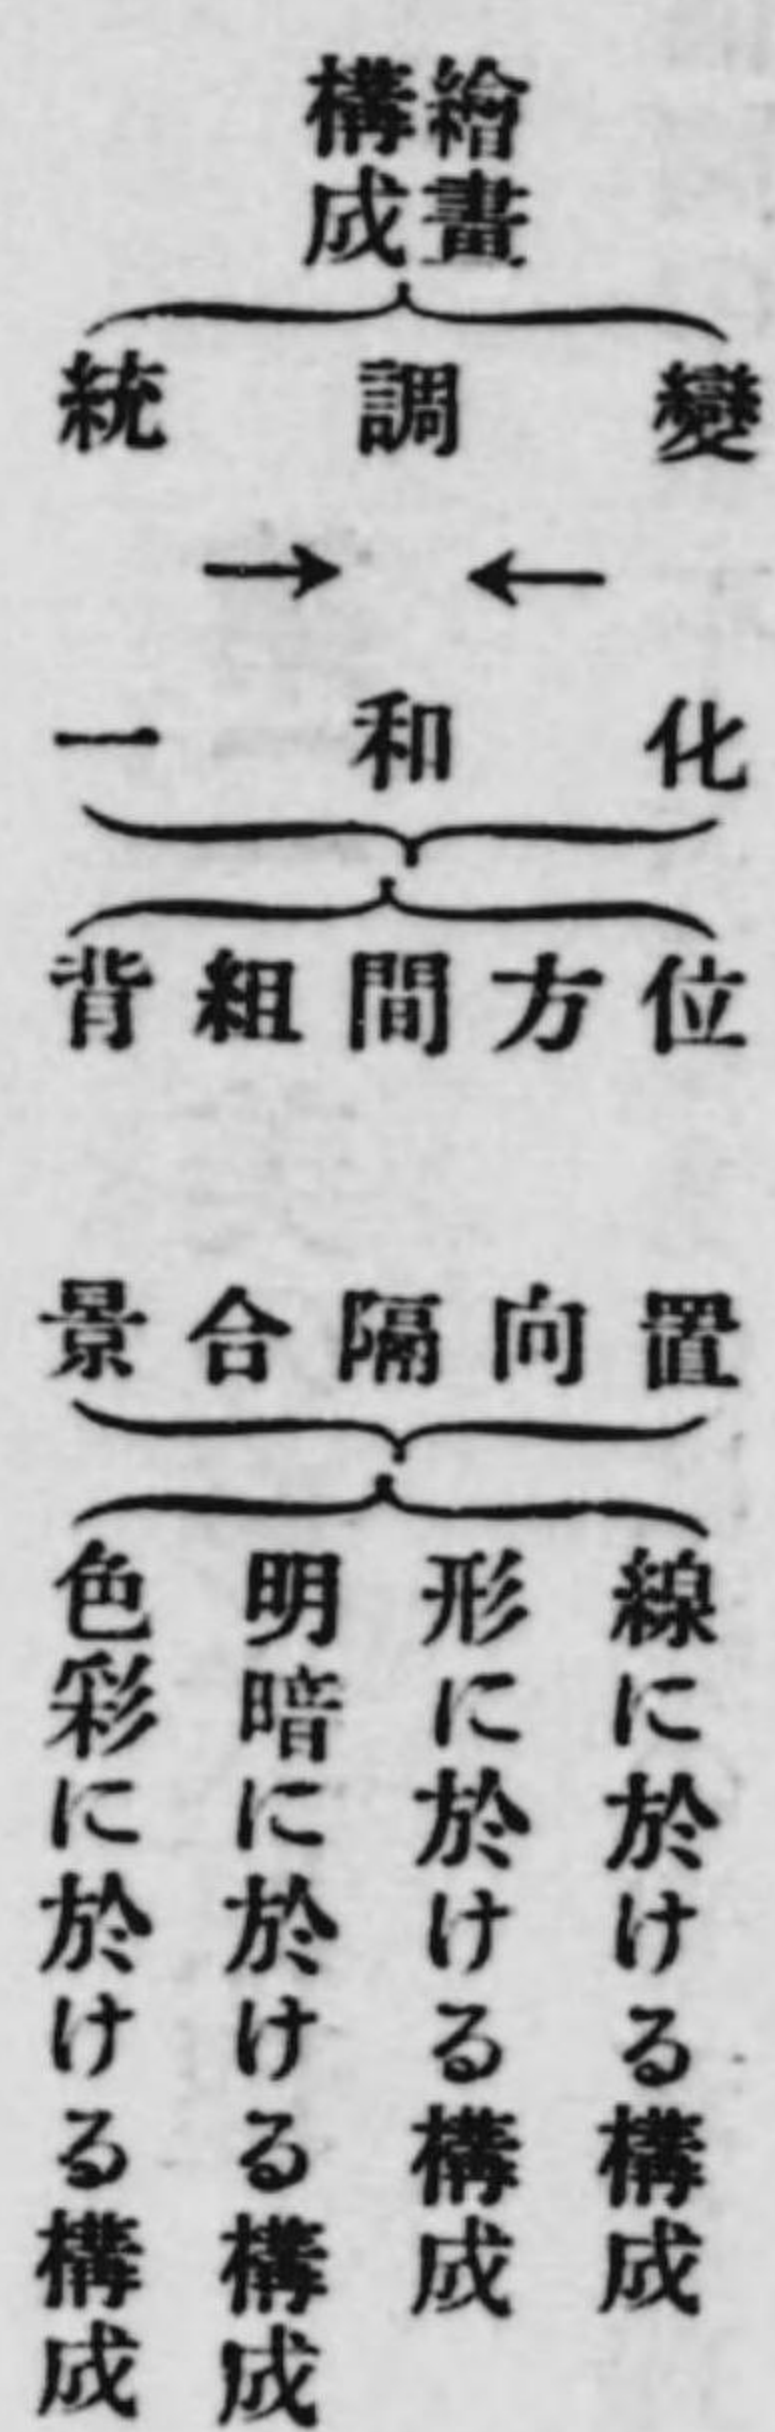 繪畫
構成
變化
←
調和
→
統一
位置
方向
間隔
組合
背景
線に於ける構成
形に於ける構成
明暗に於ける構成
色彩に於ける構成